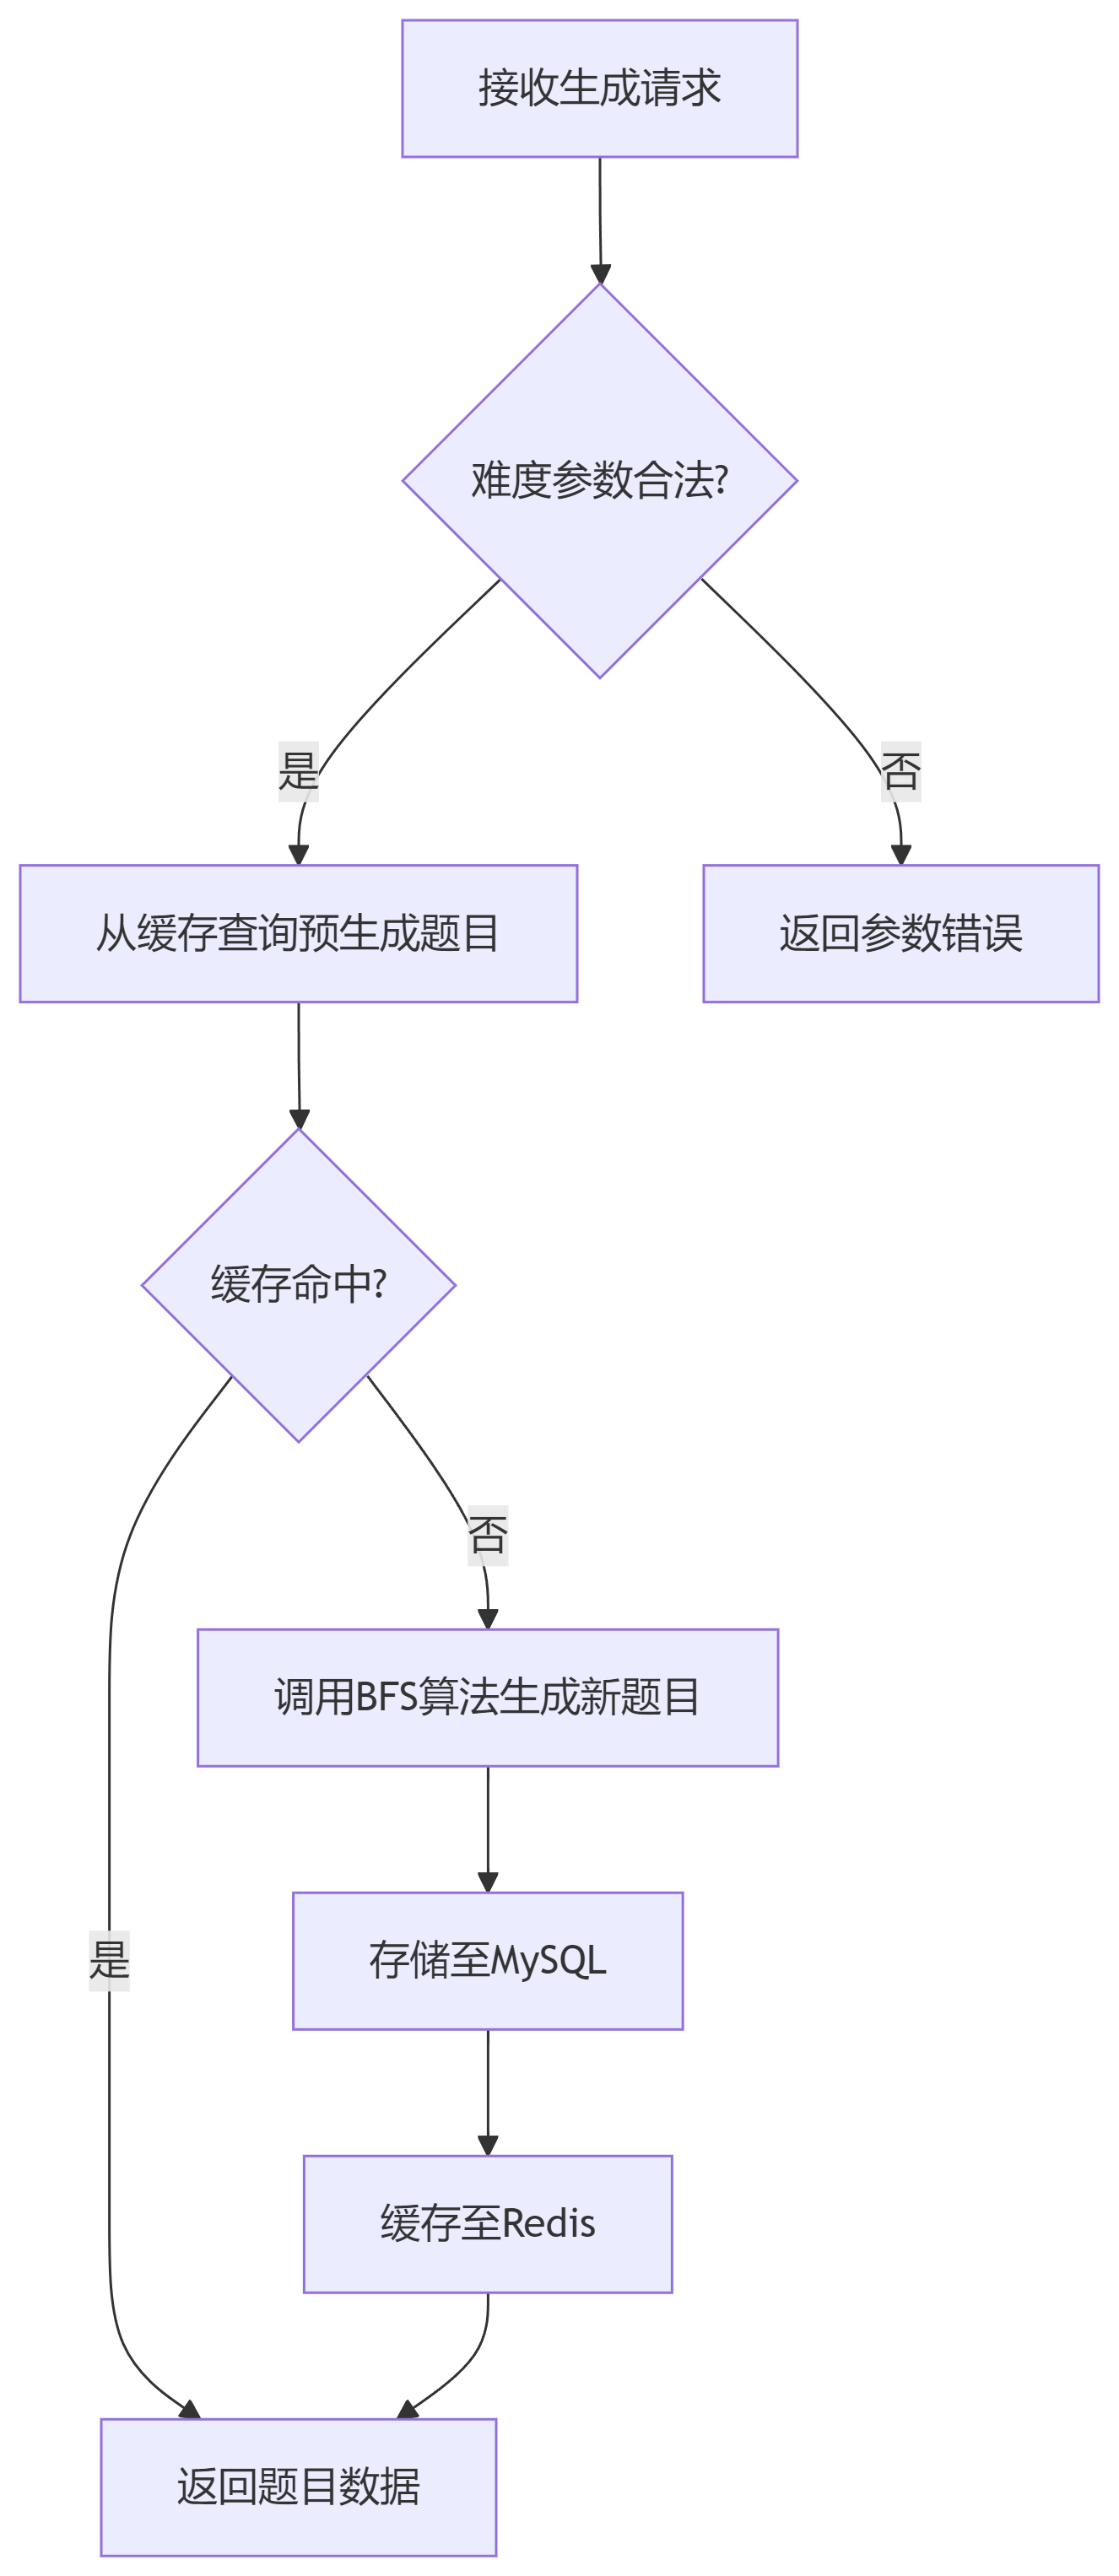 接收生成请求
难度参数合法?
是
否
从缓存查询预生成题目
返回参数错误
缓存命中?
否
调用BFS算法生成新题目
是
存储至MySQL
缓存至Redis
返回题目数据